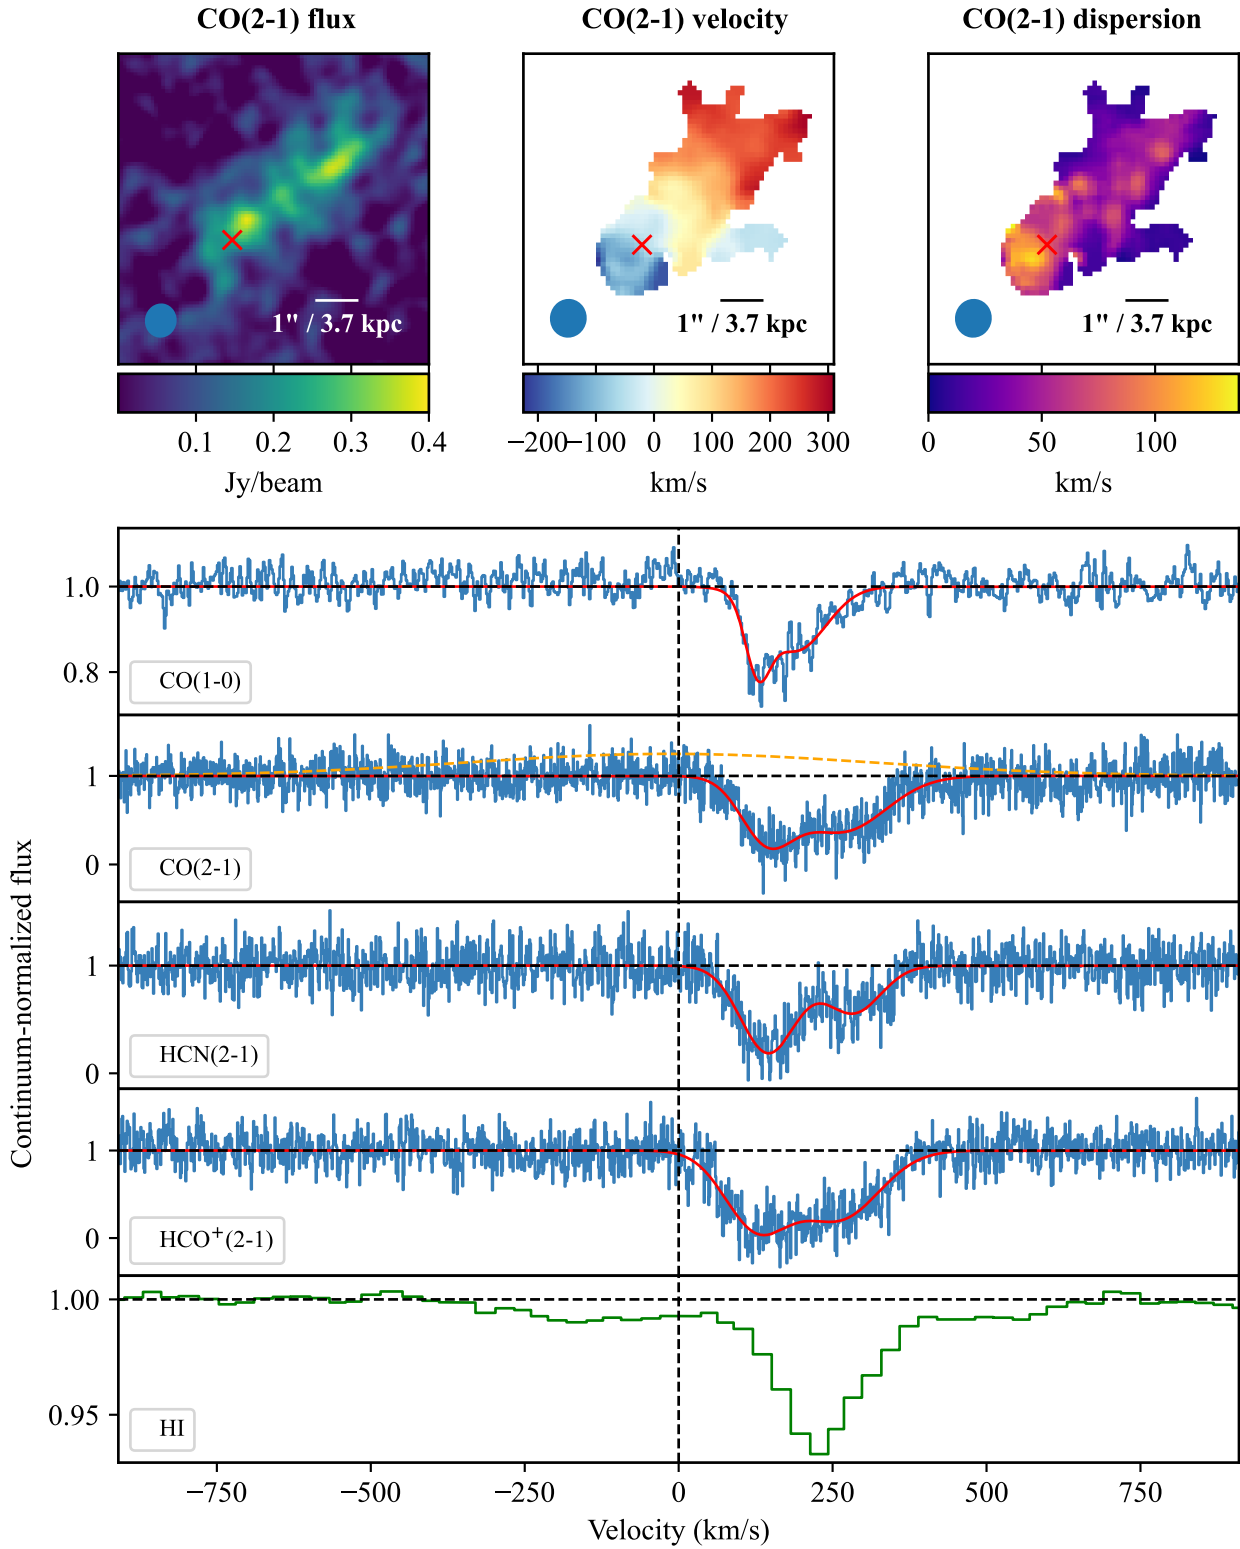 CO(2-1) flux
CO(2-1) velocity
CO(2-1) dispersion
1" / 3.7 kpc
1" / 3.7 kpc
1" / 3.7 kpc
0.1 0.2 0.3 0.4
−200 −100 0 100 200 300
0 50 100
Jy/beam
km/s
km/s
1.0
0.8
CO(1-0)
1
0
CO(2-1)
1
0
HCN(2-1)
1
0
HCO⁺(2-1)
1.00
0.95
HI
Continuum-normalized flux
−750 −500 −250 0 250 500 750
Velocity (km/s)